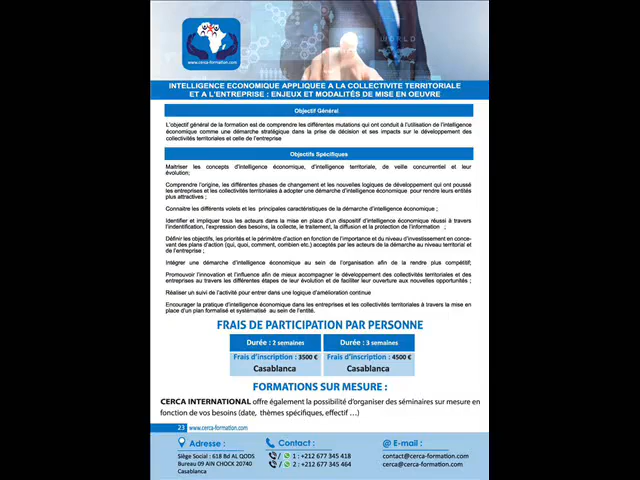 WORLD
www.cerca-formation.com
INTELLIGENCE ECONOMIQUE APPLIQUEE A LA COLLECTIVITE TERRITORIALE
ET A L'ENTREPRISE : ENJEUX ET MODALITÉS DE MISE EN OEUVRE
Objectif Général
L'objectif général de la formation est de comprendre les différentes mutations qui ont conduit à l'utilisation de l'intelligence
économique comme une démarche stratégique dans la prise de décision et ses impacts sur le développement des
collectivités territoriales et celle de l'entreprise
Objectifs Spécifiques
Maitriser les concepts d'intelligence économique, d'intelligence territoriale, de veille concurrentiel et leur
évolution;
Comprendre l'origine, les différentes phases de changement et les nouvelles logiques de développement qui ont poussé
les entreprises et les collectivités territoriales à adopter une démarche d'intelligence économique pour rendre leurs entités
plus attractives ;
Connaitre les différents volets et les principales caractéristiques de la démarche d'intelligence économique ;
Identifier et impliquer tous les acteurs dans la mise en place d'un dispositif d'intelligence économique réussi à travers
l'indentification, l'expression des besoins, la collecte, le traitement, la diffusion et la protection de l'information ;
Définir les objectifs, les priorités et le périmètre d'action en fonction de l'importance et du niveau d'investissement en conce-
vant des plans d'action (qui, quoi, comment, combien etc.) acceptés par les acteurs de la démarche au niveau territorial et
de l'entreprise ;
Intégrer une démarche d'intelligence économique au sein de l'organisation afin de la rendre plus compétitif;
Promouvoir l'innovation et l'influence afin de mieux accompagner le développement des collectivités territoriales et des
entreprises au travers les différentes étapes de leur évolution et de faciliter leur ouverture aux nouvelles opportunités ;
Réaliser un suivi de l'activité pour entrer dans une logique d'amélioration continue
Encourager la pratique d'intelligence économique dans les entreprises et les collectivités territoriales à travers la mise en
place d'un plan formalisé et systématisé au sein de l'entité.
FRAIS DE PARTICIPATION PAR PERSONNE
Durée : 2 semaines Durée : 3 semaines
Frais d'inscription : 3500 € Frais d'inscription : 4500 €
Casablanca Casablanca
FORMATIONS SUR MESURE :
CERCA INTERNATIONAL offre également la possibilité d'organiser des séminaires sur mesure en
fonction de vos besoins (date, thèmes spécifiques, effectif …)
23 www.cerca-formation.com
Adresse : Contact : @ E-mail :
Siège Social : 618 Bd AL QODS / 1 : +212 677 345 418 contact@cerca-formation.com
Bureau 09 AIN CHOCK 20740 / 2 : +212 677 345 464 cerca@cerca-formation.com
Casablanca